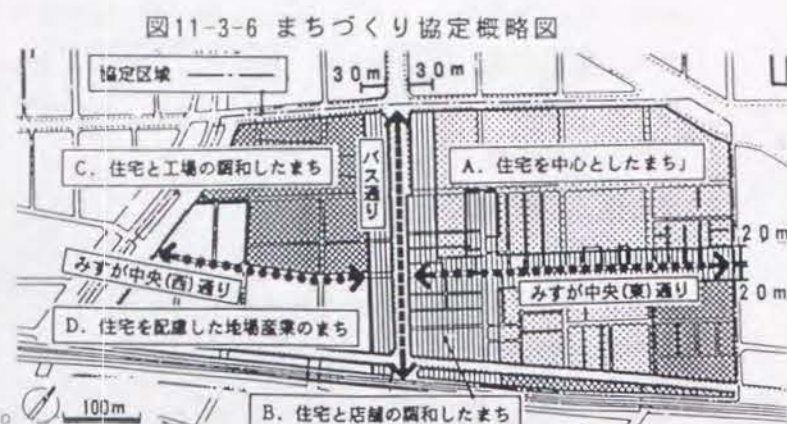 図11-3-6 まちづくり協定概略図
協定区域
30m 30m
C. 住宅と工場の調和したまち
バス通り
A. 住宅を中心としたまち」
20m
みすが中央(西)通り
みすが中央(東)通り
20m
D. 住宅を配慮した地場産業のまち
100m
B. 住宅と店舗の調和したまち